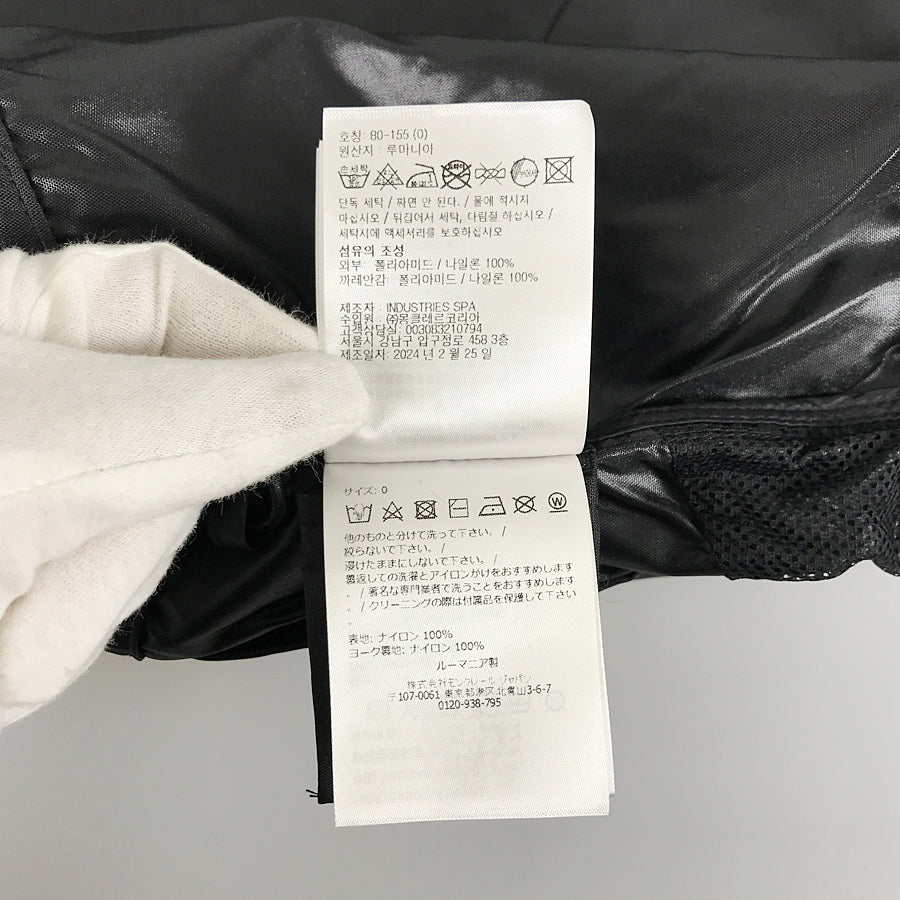 호칭: 80-155 (0)
원산지 : 루마니아
손세탁
단독 세탁 / 짜면 안 된다. / 물에 적시지
마십시오 / 뒤집어서 세탁, 다림질 하십시오 /
세탁시에 액세서리를 보호하십시오
섬유의 조성
외부: 폴리아미드 / 나일론 100%
까레안감: 폴리아미드 / 나일론 100%
제조자 : INDUSTRIES SPA
수입원 : ㈜몽클레르코리아
고객상담실: 003083210794
서울시 강남구 압구정로 458 3층
제조일자: 2024 년 2 월 25 일
サイズ: 0
W
他のものと分けて洗って下さい。/
絞らないで下さい。/
浸けたままにしないで下さい。/
裏返しての洗濯とアイロンかけをおすすめします
。/ 著名な専門業者で洗うことをおすすめします
。/ クリーニングの際は付属品を保護して下さい
。
表地: ナイロン 100%
ヨーク裏地: ナイロン 100%
ルーマニア製
株式会社モンクレール ジャパン
〒107-0061 東京都港区北青山3-6-7
0120-938-795